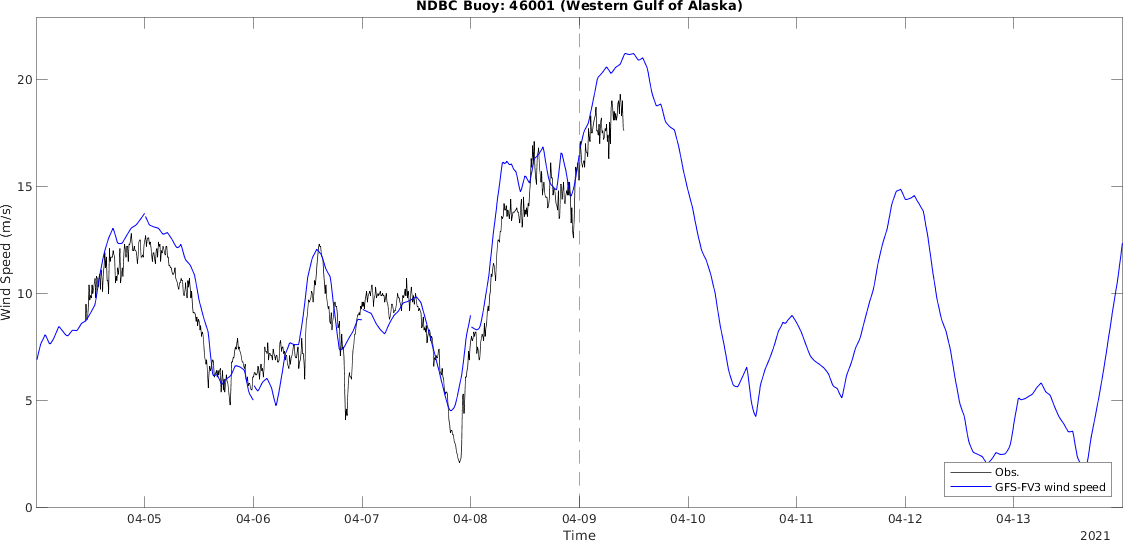 NDBC Buoy: 46001 (Western Gulf of Alaska)
Wind Speed (m/s)
20
15
10
5
0
04-05 04-06 04-07 04-08 04-09 04-10 04-11 04-12 04-13
Time
2021
Obs.
GFS-FV3 wind speed